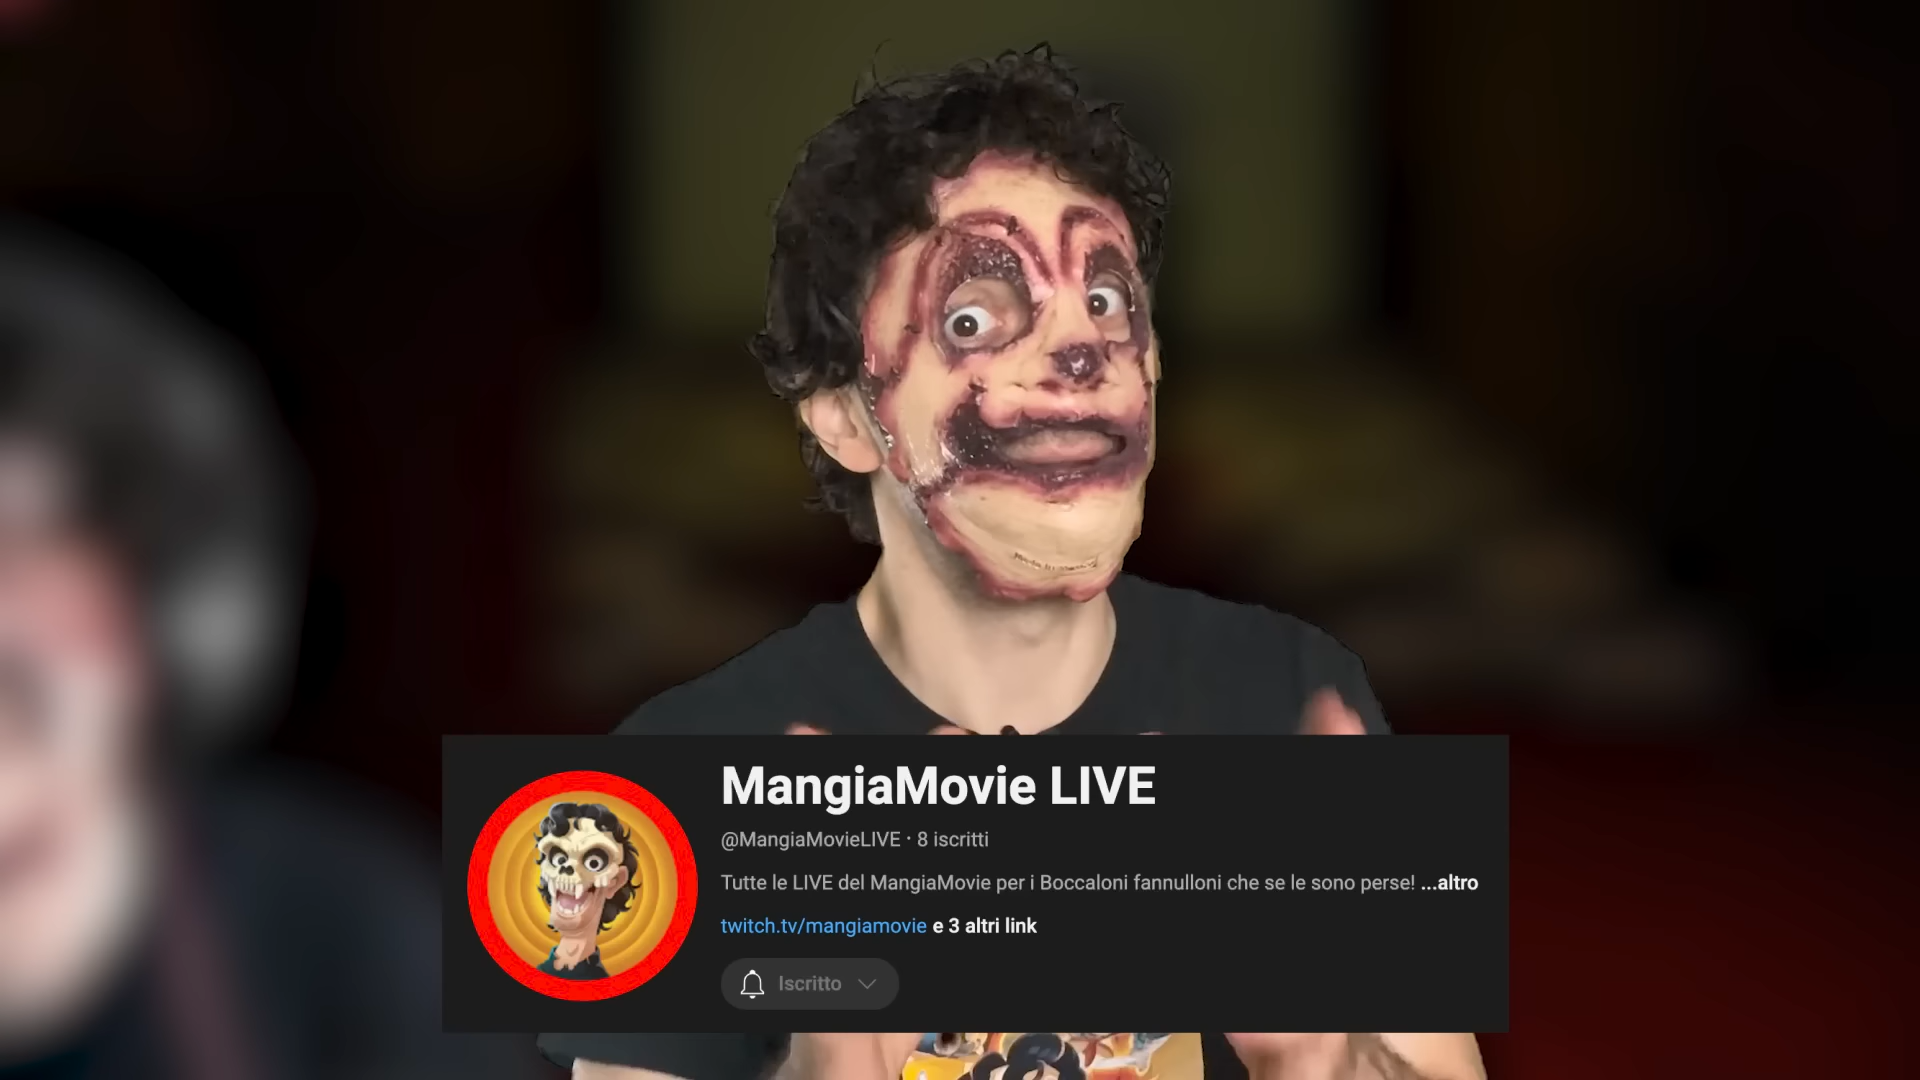 MangiaMovie LIVE
@MangiaMovieLIVE · 8 iscritti
Tutte le LIVE del MangiaMovie per i Boccaloni fannulloni che se le sono perse! ...altro
twitch.tv/mangiamovie e 3 altri link
Iscritto